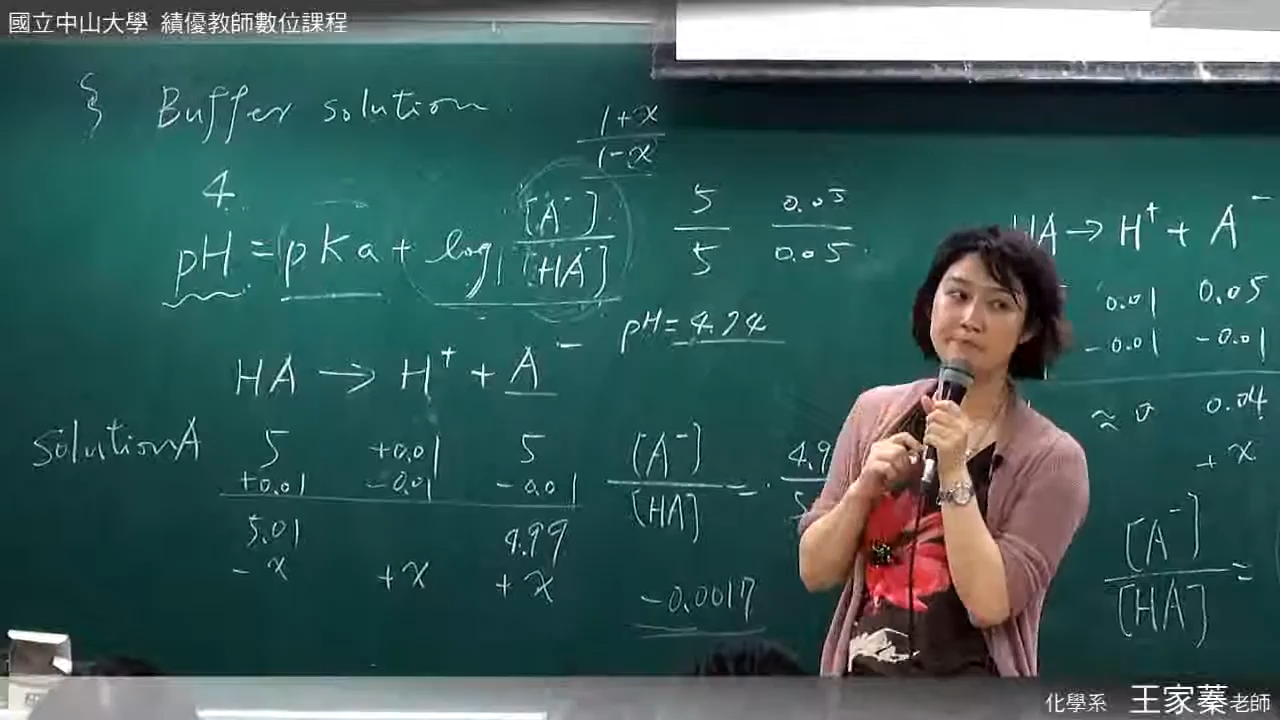 國立中山大學 績優教師數位課程
§ Buffer solution.
1+x
1-x
4
pH = pKa + log [A⁻]
[HA]
5
5
0.05
0.05
pH=4.74
HA → H⁺ + A⁻
Solution A 5 +0.01 5
+0.01 -0.01 -0.01
5.01 4.99
-x +x +x
[A⁻]
[HA]
=
4.9
-0.0017
HA → H⁺ + A⁻
0.01 0.05
-0.01 -0.01
≈0 0.04
+x
[A⁻]
[HA]
=
化學系 王家蓁老師